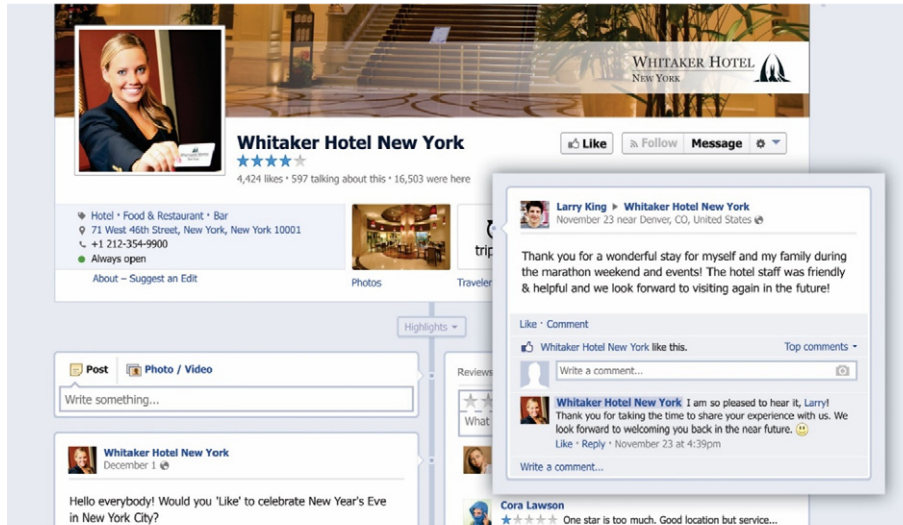 WHITAKER HOTEL
NEW YORK
Whitaker Hotel New York
Like
Follow
Message
4,424 likes · 597 talking about this · 16,503 were here
Hotel · Food & Restaurant · Bar
71 West 46th Street, New York, New York 10001
+1 212-354-9900
Always open
About – Suggest an Edit
Photos
trip
Traveler
Highlights
Post
Photo / Video
Write something...
Whitaker Hotel New York
December 1
Hello everybody! Would you 'Like' to celebrate New Year's Eve
in New York City?
Reviews
What
Cora Lawson
One star is too much. Good location but service...
Larry King ▸ Whitaker Hotel New York
November 23 near Denver, CO, United States
Thank you for a wonderful stay for myself and my family during
the marathon weekend and events! The hotel staff was friendly
& helpful and we look forward to visiting again in the future!
Like · Comment
Whitaker Hotel New York like this.
Top comments
Write a comment...
Whitaker Hotel New York I am so pleased to hear it, Larry!
Thank you for taking the time to share your experience with us. We
look forward to welcoming you back in the near future.
Like · Reply · November 23 at 4:39pm
Write a comment...